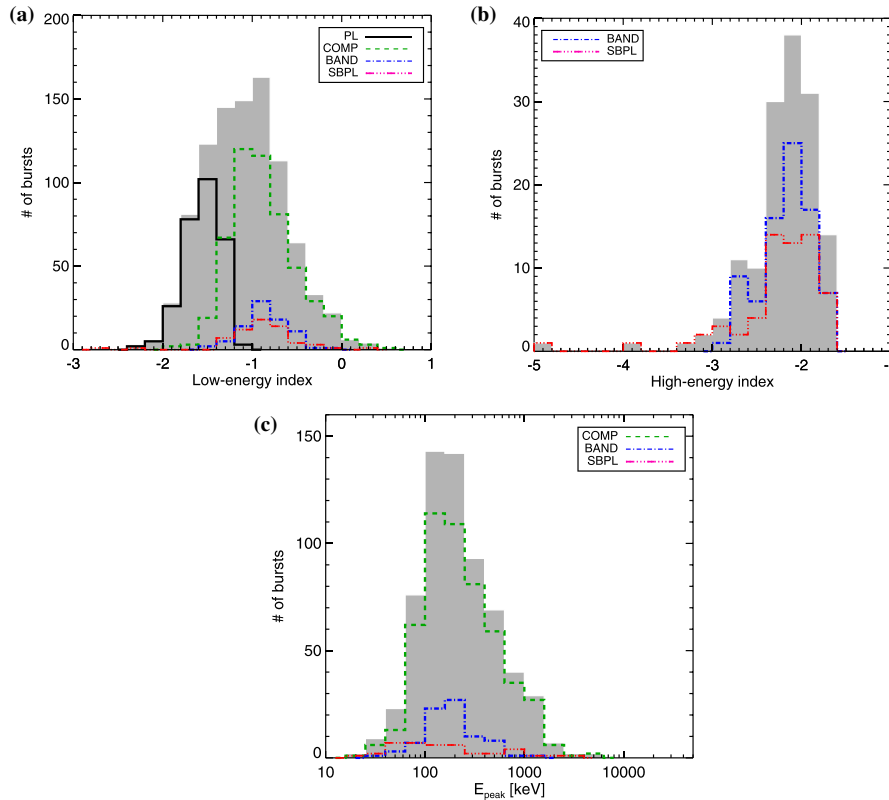 (a)
200
150
100
50
0
# of bursts
PL
COMP
BAND
SBPL
-3
-2
-1
0
1
Low-energy index
(b)
40
30
20
10
0
# of bursts
BAND
SBPL
-5
-4
-3
-2
-1
High-energy index
(c)
150
100
50
0
# of bursts
COMP
BAND
SBPL
10
100
1000
10000
Epeak [keV]